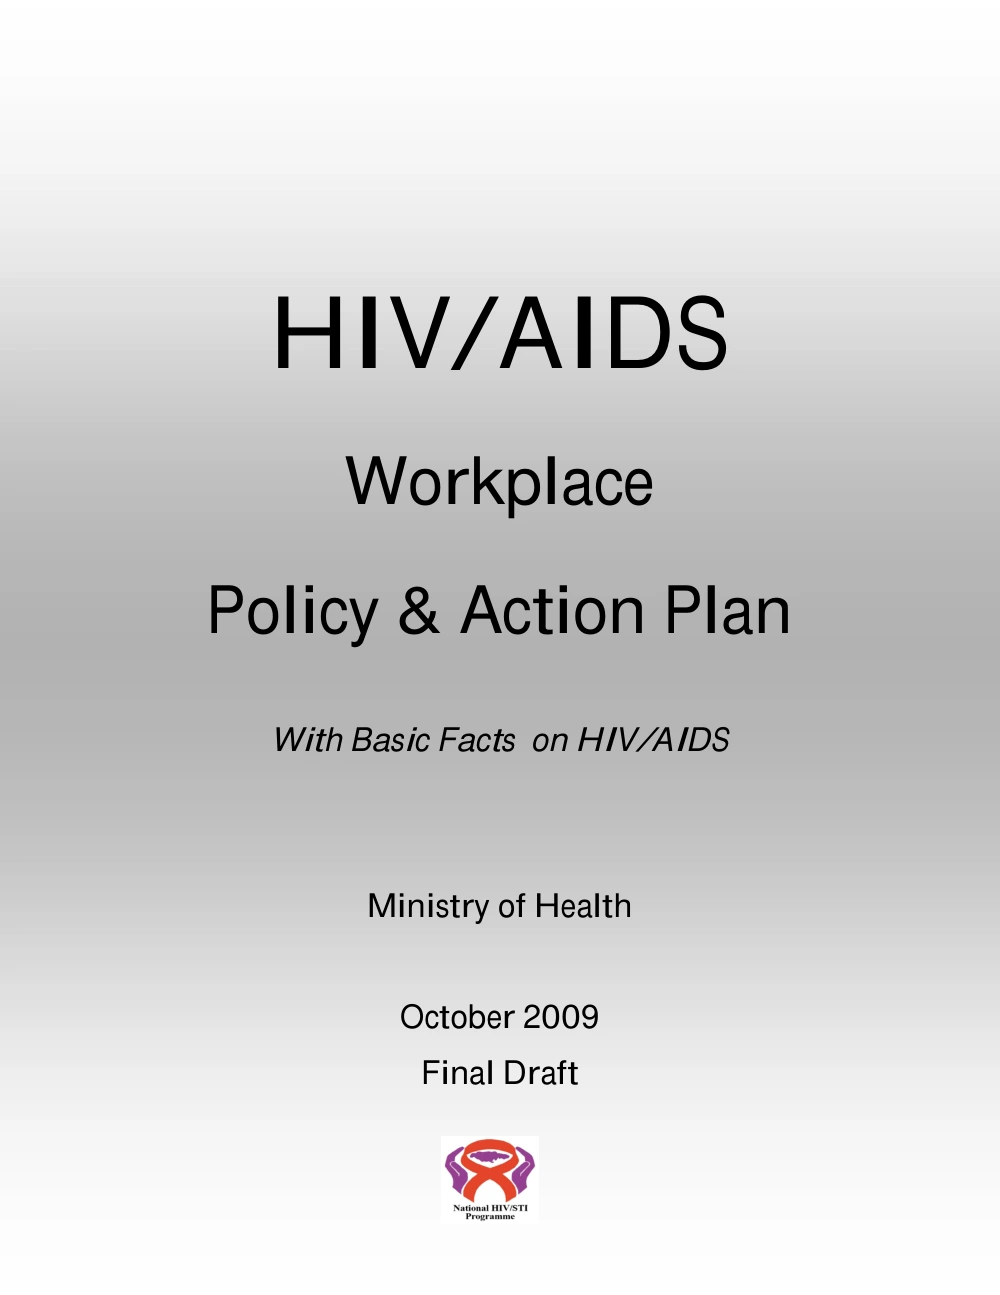 HIV/AIDS
Workplace
Policy & Action Plan
With Basic Facts on HIV/AIDS
Ministry of Health
October 2009
Final Draft
National HIV/STI
Programme